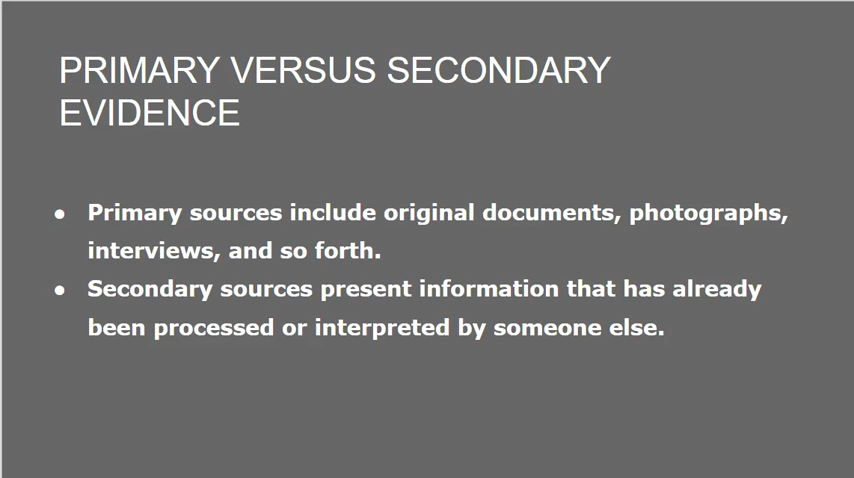 PRIMARY VERSUS SECONDARY
EVIDENCE
● Primary sources include original documents, photographs,
interviews, and so forth.
● Secondary sources present information that has already
been processed or interpreted by someone else.